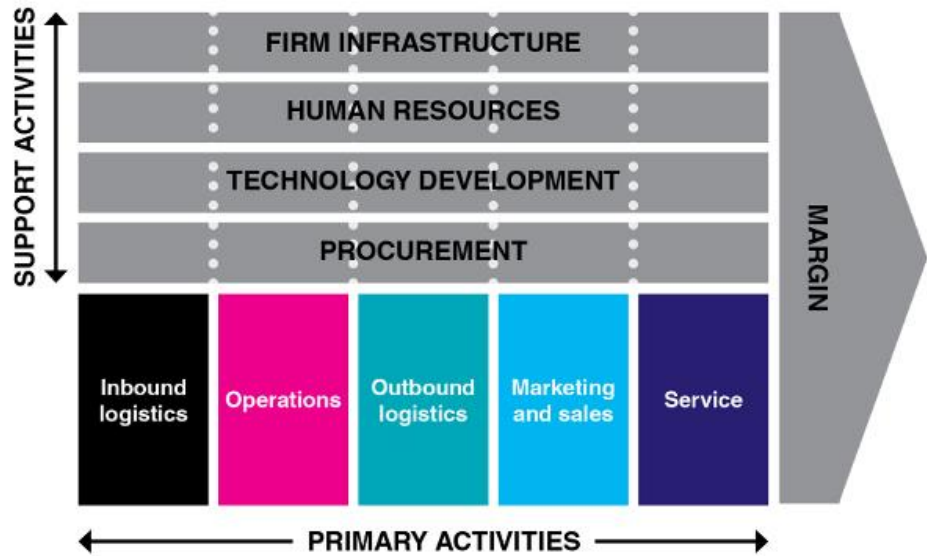 SUPPORT ACTIVITIES
FIRM INFRASTRUCTURE
HUMAN RESOURCES
TECHNOLOGY DEVELOPMENT
PROCUREMENT
MARGIN
Inbound
logistics
Operations
Outbound
logistics
Marketing
and sales
Service
PRIMARY ACTIVITIES